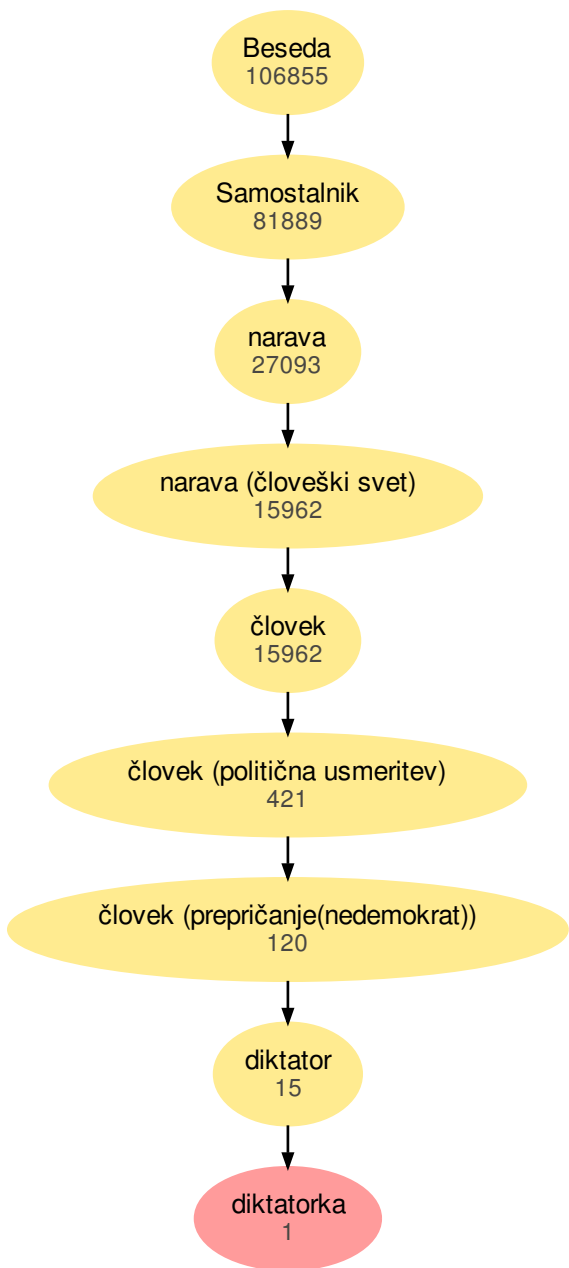 Beseda
106855
Samostalnik
81889
narava
27093
narava (človeški svet)
15962
človek
15962
človek (politična usmeritev)
421
človek (prepričanje(nedemokrat))
120
diktator
15
diktatorka
1